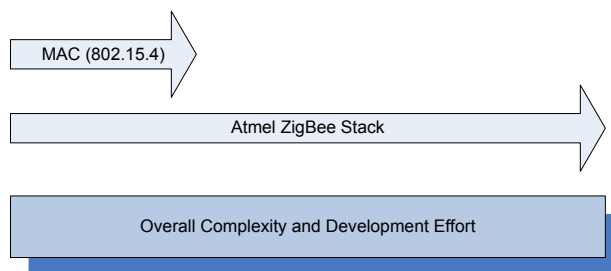 MAC (802.15.4)
Atmel ZigBee Stack
Overall Complexity and Development Effort